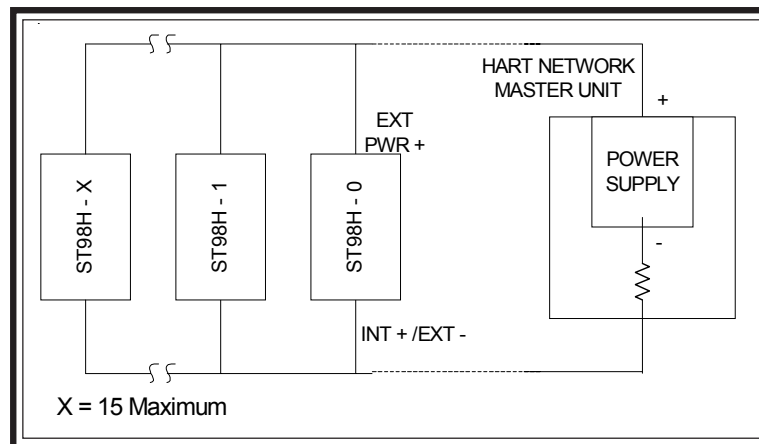 HART NETWORK
MASTER UNIT
+
EXT
PWR +
POWER
SUPPLY
-
ST98H - X
ST98H - 1
ST98H - 0
INT + /EXT -
X = 15 Maximum